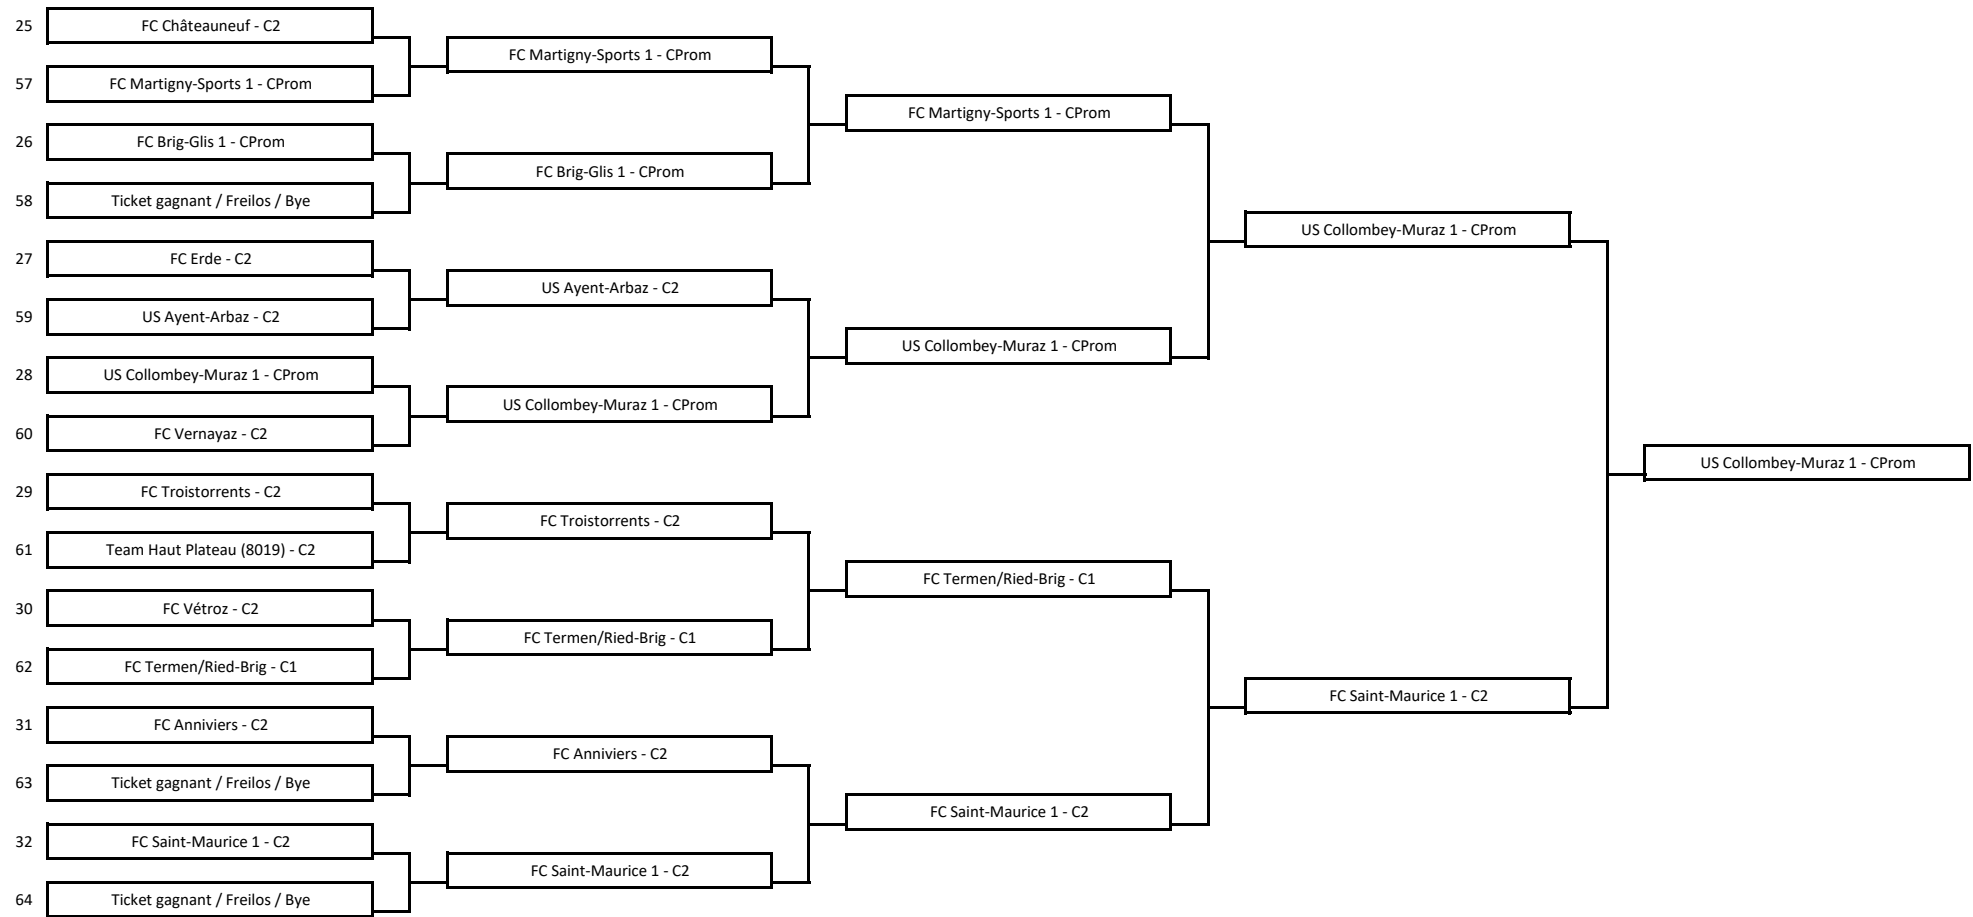 25 FC Châteauneuf - C2
57 FC Martigny-Sports 1 - CProm
26 FC Brig-Glis 1 - CProm
58 Ticket gagnant / Freilos / Bye
27 FC Erde - C2
59 US Ayent-Arbaz - C2
28 US Collombey-Muraz 1 - CProm
60 FC Vernayaz - C2
29 FC Troistorrents - C2
61 Team Haut Plateau (8019) - C2
30 FC Vétroz - C2
62 FC Termen/Ried-Brig - C1
31 FC Anniviers - C2
63 Ticket gagnant / Freilos / Bye
32 FC Saint-Maurice 1 - C2
64 Ticket gagnant / Freilos / Bye
FC Martigny-Sports 1 - CProm
FC Brig-Glis 1 - CProm
US Ayent-Arbaz - C2
US Collombey-Muraz 1 - CProm
FC Troistorrents - C2
FC Termen/Ried-Brig - C1
FC Anniviers - C2
FC Saint-Maurice 1 - C2
FC Martigny-Sports 1 - CProm
US Collombey-Muraz 1 - CProm
FC Termen/Ried-Brig - C1
FC Saint-Maurice 1 - C2
US Collombey-Muraz 1 - CProm
FC Saint-Maurice 1 - C2
US Collombey-Muraz 1 - CProm